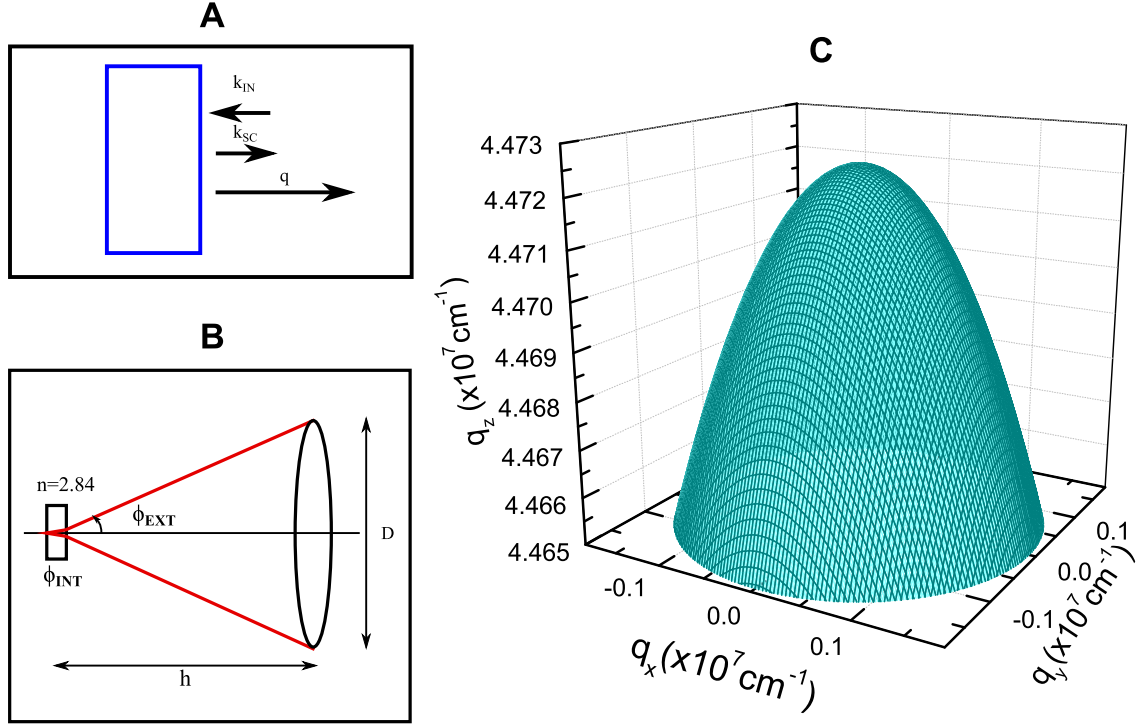 A
k_IN
k_SC
q
B
n=2.84
ϕ_EXT
ϕ_INT
D
h
C
4.473
4.472
4.471
4.470
4.469
4.468
4.467
4.466
4.465
q_z (x10^7 cm^-1)
-0.1
0.0
0.1
q_x (x10^7 cm^-1)
0.1
0.0
-0.1
q_y (x10^7 cm^-1)